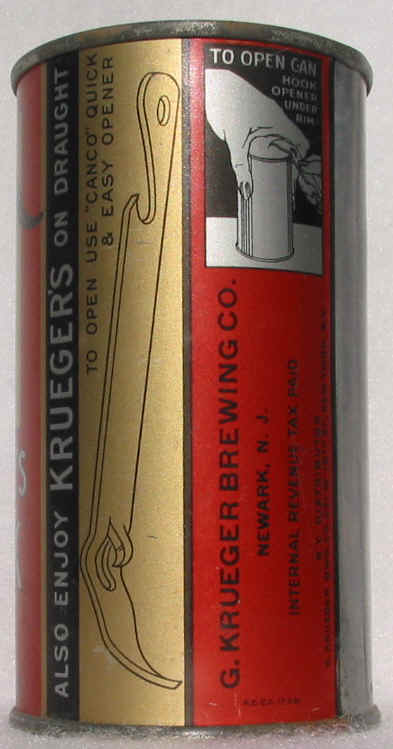 ALSO ENJOY KRUEGER'S ON DRAUGHT
TO OPEN USE "CANCO" QUICK
& EASY OPENER
TO OPEN CAN
HOOK
OPENER
UNDER
RIM.
G. KRUEGER BREWING CO.
NEWARK, N. J.
INTERNAL REVENUE TAX PAID
N.Y. DISTRIBUTOR